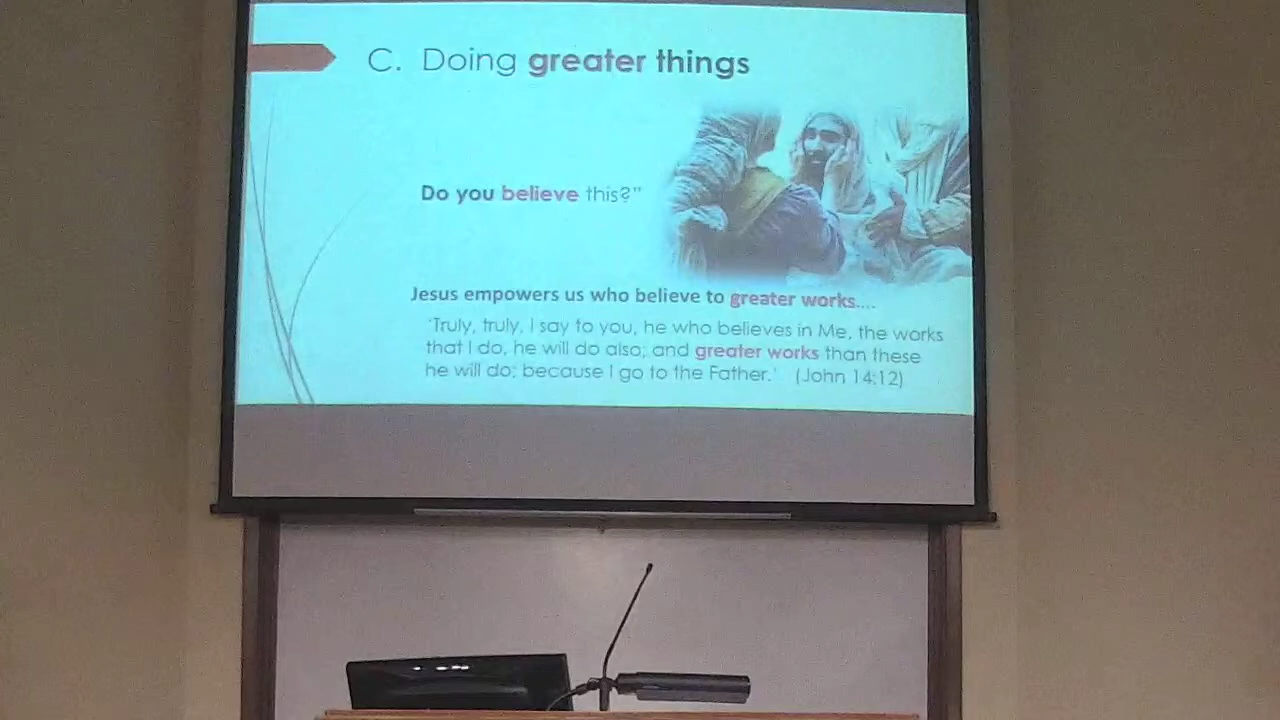 C. Doing greater things
Do you believe this?"
Jesus empowers us who believe to greater works....
'Truly, truly, I say to you, he who believes in Me, the works
that I do, he will do also; and greater works than these
he will do; because I go to the Father.' (John 14:12)